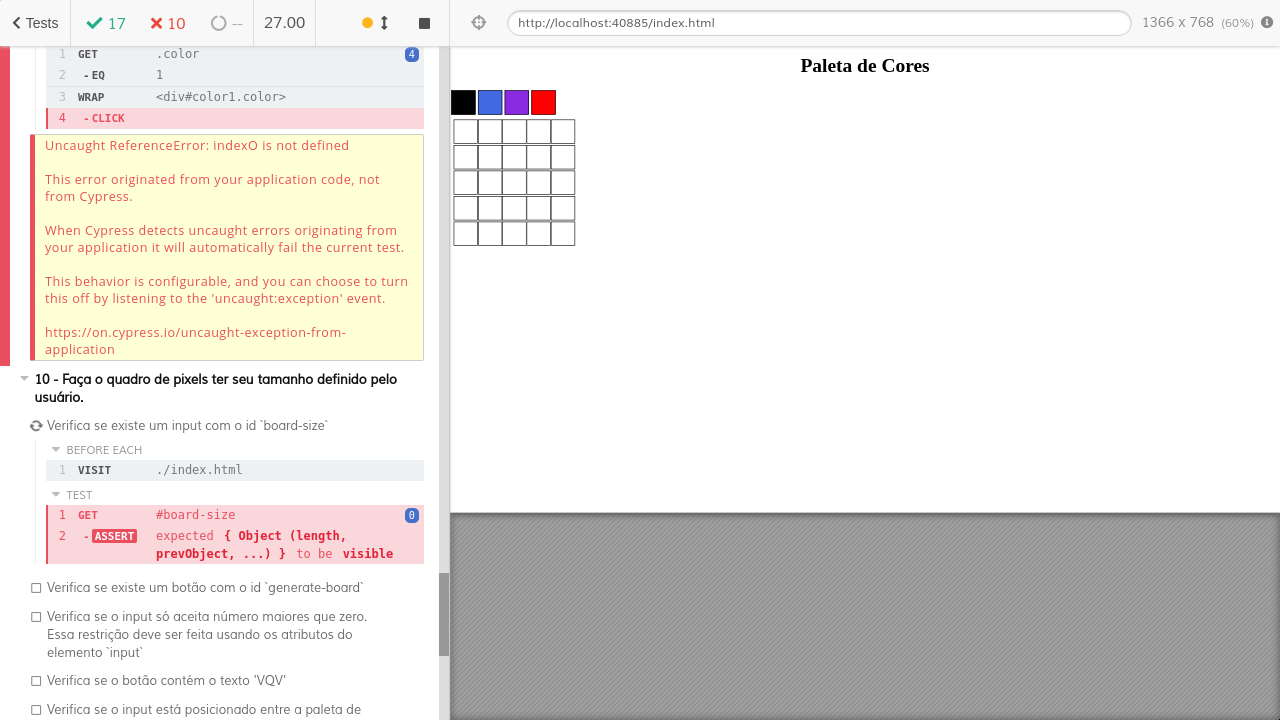 Tests 17 10 -- 27.00 http://localhost:40885/index.html 1366 x 768 (60%)
1 GET .color 4
2 - EQ 1
3 WRAP <div#color1.color>
4 - CLICK
Uncaught ReferenceError: indexO is not defined
This error originated from your application code, not
from Cypress.
When Cypress detects uncaught errors originating from
your application it will automatically fail the current test.
This behavior is configurable, and you can choose to turn
this off by listening to the 'uncaught:exception' event.
https://on.cypress.io/uncaught-exception-from-
application
10 - Faça o quadro de pixels ter seu tamanho definido pelo
usuário.
Verifica se existe um input com o id `board-size`
BEFORE EACH
1 VISIT ./index.html
TEST
1 GET #board-size 0
2 - ASSERT expected { Object (length,
prevObject, ...) } to be visible
Verifica se existe um botão com o id `generate-board`
Verifica se o input só aceita número maiores que zero.
Essa restrição deve ser feita usando os atributos do
elemento `input`
Verifica se o botão contém o texto 'VQV'
Verifica se o input está posicionado entre a paleta de
Paleta de Cores